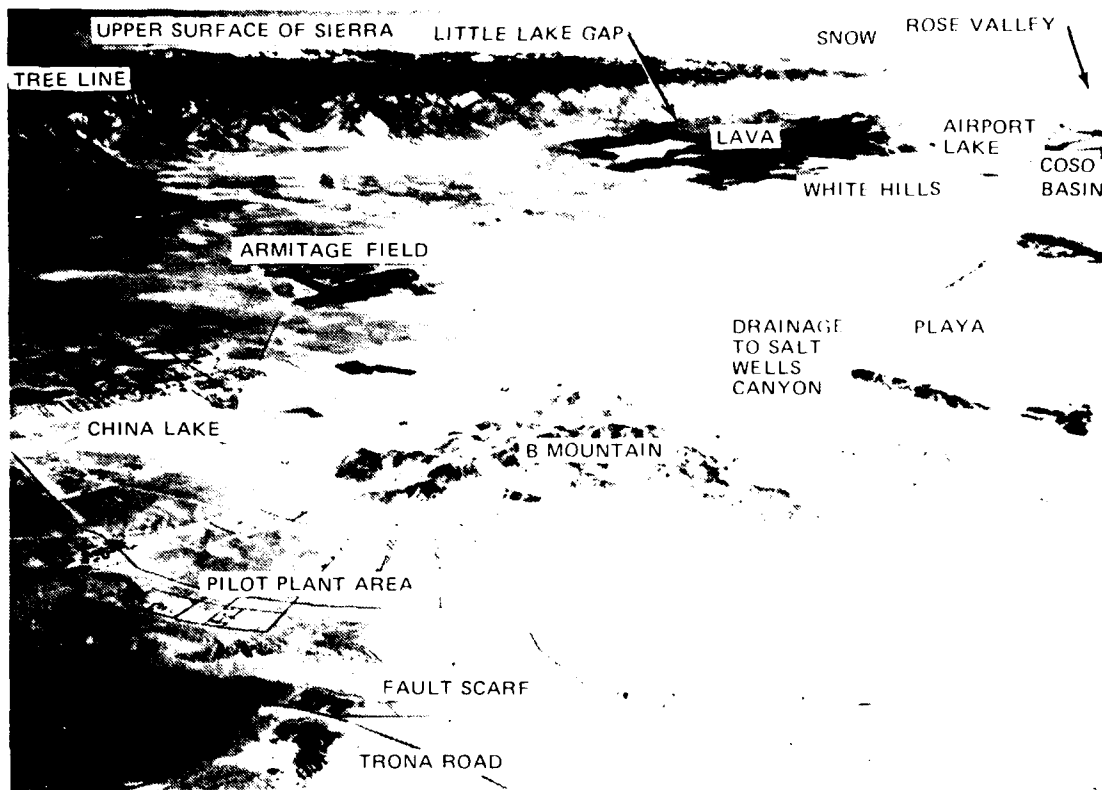 UPPER SURFACE OF SIERRA
LITTLE LAKE GAP
SNOW
ROSE VALLEY
TREE LINE
LAVA
AIRPORT
LAKE
COSO
BASIN
WHITE HILLS
ARMITAGE FIELD
DRAINAGE
TO SALT
WELLS
CANYON
PLAYA
CHINA LAKE
B MOUNTAIN
PILOT PLANT AREA
FAULT SCARF
TRONA ROAD